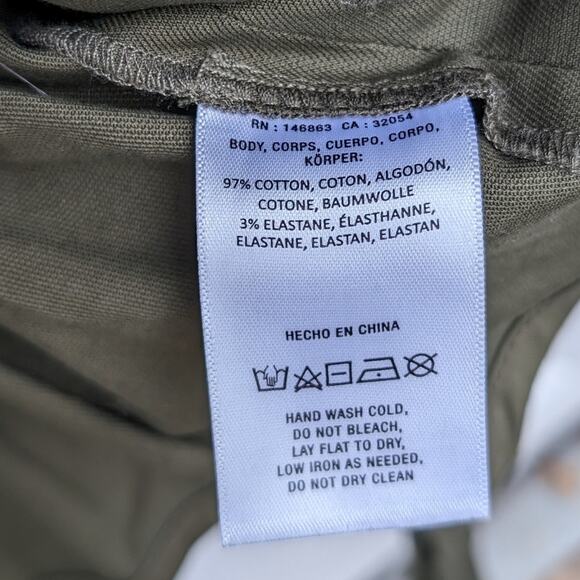 RN : 146863 CA : 32054
BODY, CORPS, CUERPO, CORPO,
KÖRPER:
97% COTTON, COTON, ALGODÓN,
COTONE, BAUMWOLLE
3% ELASTANE, ÉLASTHANNE,
ELASTANE, ELASTAN, ELASTAN
HECHO EN CHINA
HAND WASH COLD,
DO NOT BLEACH,
LAY FLAT TO DRY,
LOW IRON AS NEEDED,
DO NOT DRY CLEAN